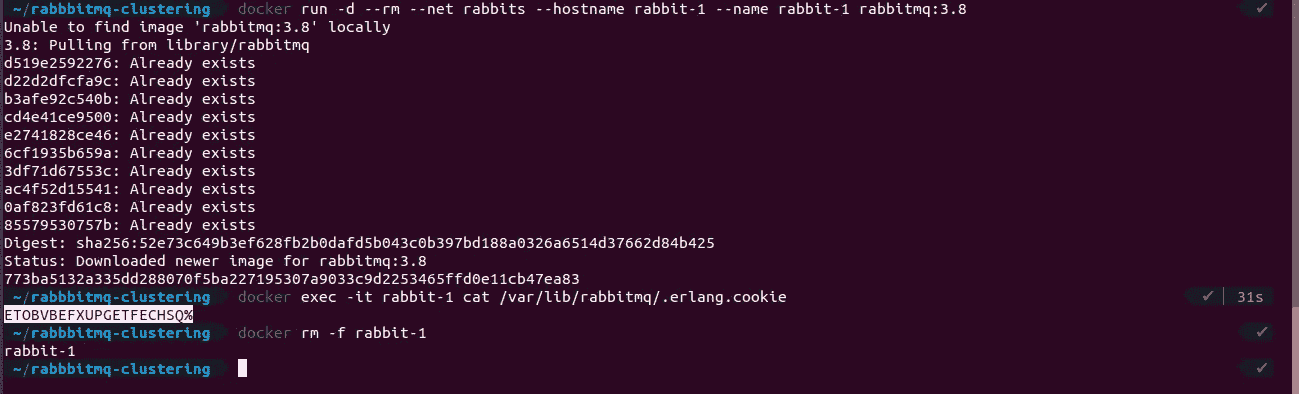 ~/rabbbitmq-clustering docker run -d --rm --net rabbits --hostname rabbit-1 --name rabbit-1 rabbitmq:3.8 ✔
Unable to find image 'rabbitmq:3.8' locally
3.8: Pulling from library/rabbitmq
d519e2592276: Already exists
d22d2dfcfa9c: Already exists
b3afe92c540b: Already exists
cd4e41ce9500: Already exists
e2741828ce46: Already exists
6cf1935b659a: Already exists
3df71d67553c: Already exists
ac4f52d15541: Already exists
0af823fd61c8: Already exists
85579530757b: Already exists
Digest: sha256:52e73c649b3ef628fb2b0dafd5b043c0b397bd188a0326a6514d37662d84b425
Status: Downloaded newer image for rabbitmq:3.8
773ba5132a335dd288070f5ba227195307a9033c9d2253465ffd0e11cb47ea83
~/rabbbitmq-clustering docker exec -it rabbit-1 cat /var/lib/rabbitmq/.erlang.cookie ✔ 31s
ETOBVBEFXUPGETFECHSQ%
~/rabbbitmq-clustering docker rm -f rabbit-1 ✔
rabbit-1
~/rabbbitmq-clustering ✔